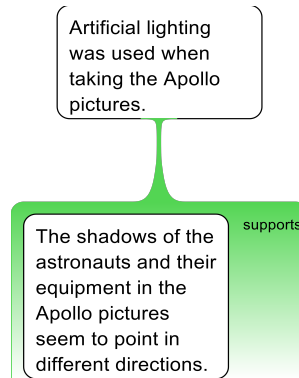 Artificial lighting
was used when
taking the Apollo
pictures.
supports
The shadows of the
astronauts and their
equipment in the
Apollo pictures
seem to point in
different directions.